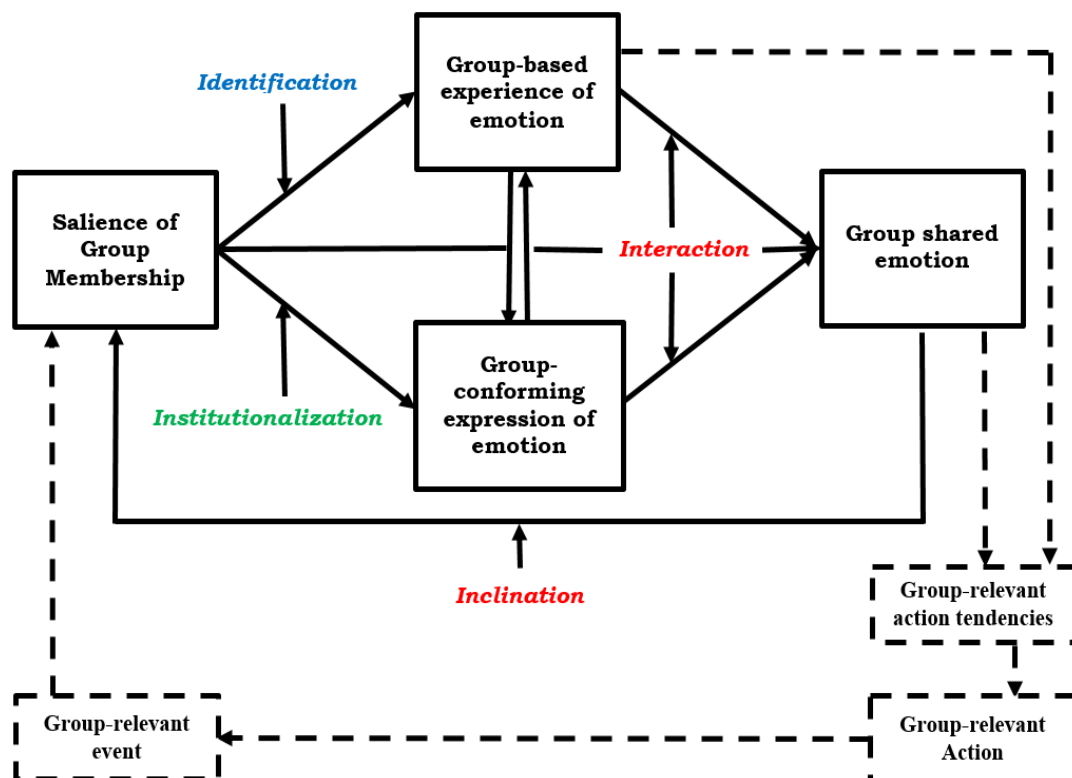 Group-based
experience of
emotion
Identification
Salience of
Group
Membership
Interaction
Group shared
emotion
Group-
conforming
expression of
emotion
Institutionalization
Inclination
Group-relevant
action tendencies
Group-relevant
event
Group-relevant
Action